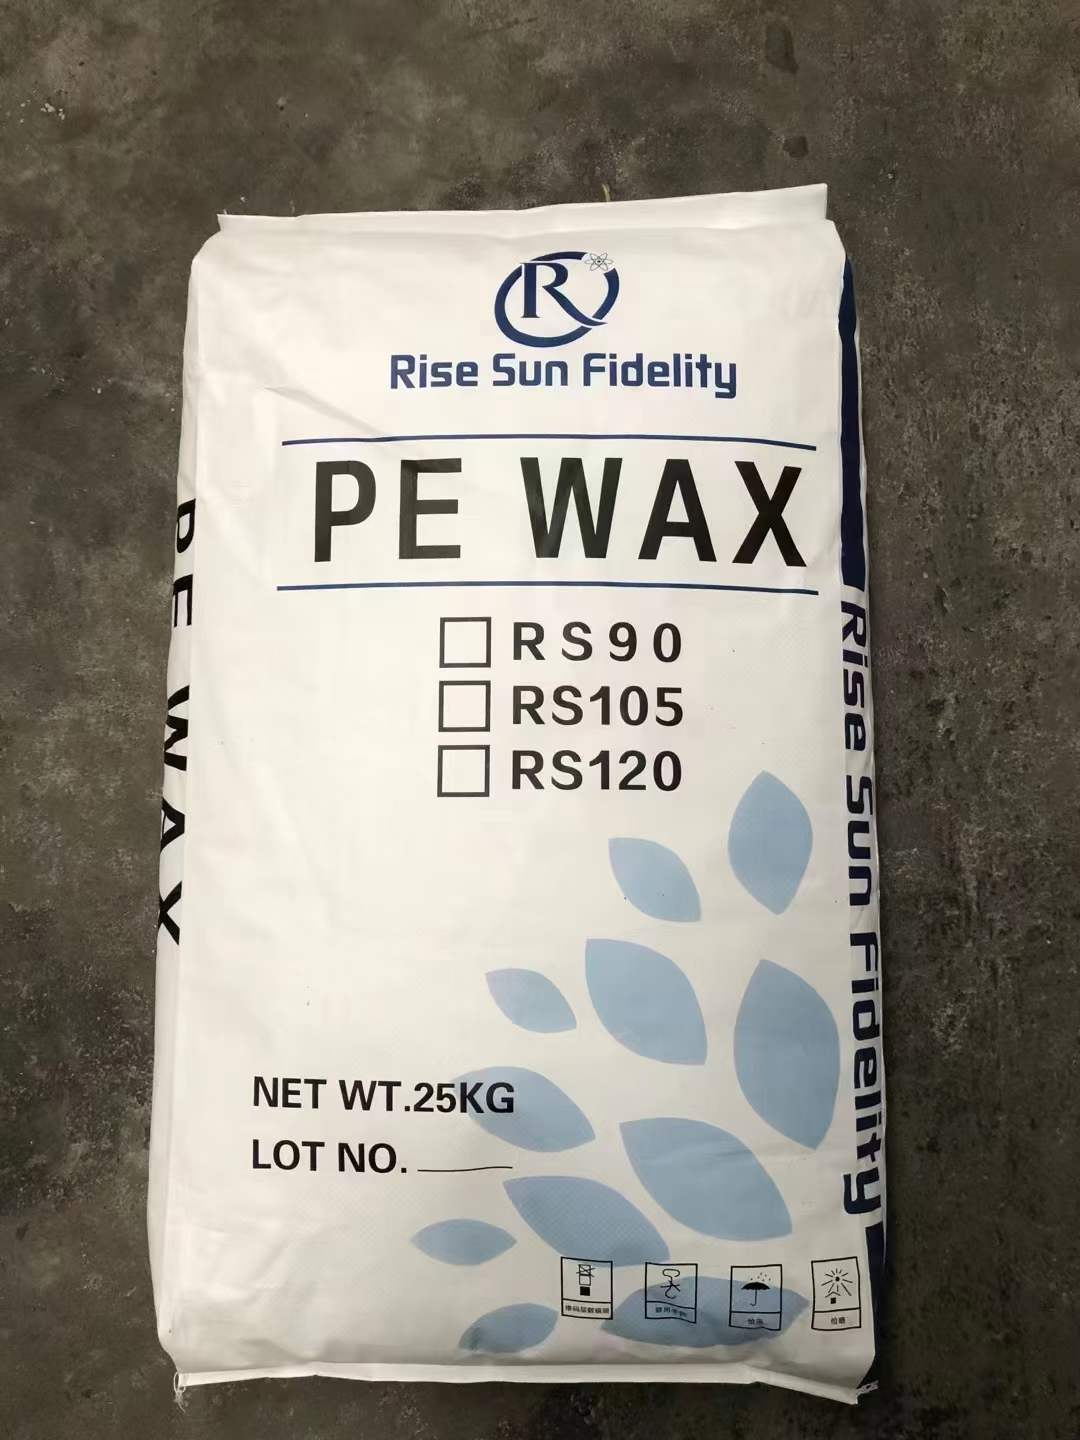 R
Rise Sun Fidelity
PE WAX
RS90
RS105
RS120
NET WT.25KG
LOT NO.
PE WAX
Rise Sun Fidelity